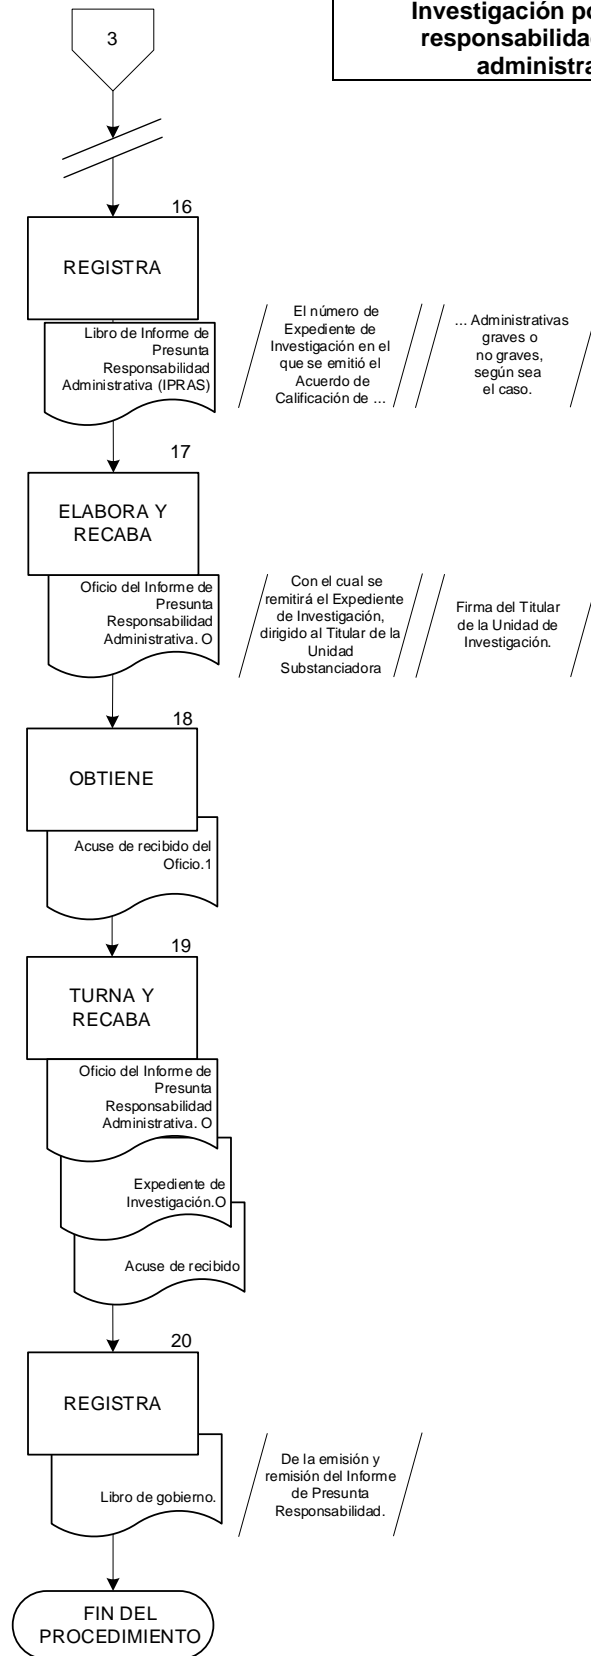 Investigación po
responsabilida
administra
3
16
REGISTRA
Libro de Informe de
Presunta
Responsabilidad
Administrativa (IPRAS)
El número de
Expediente de
Investigación en el
que se emitió el
Acuerdo de
Calificación de ...
... Administrativas
graves o
no graves,
según sea
el caso.
17
ELABORA Y
RECABA
Oficio del Informe de
Presunta
Responsabilidad
Administrativa. O
Con el cual se
remitirá el Expediente
de Investigación,
dirigido al Titular de la
Unidad
Substanciadora
Firma del Titular
de la Unidad de
Investigación.
18
OBTIENE
Acuse de recibido del
Oficio.1
19
TURNA Y
RECABA
Oficio del Informe de
Presunta
Responsabilidad
Administrativa. O
Expediente de
Investigación.O
Acuse de recibido
20
REGISTRA
Libro de gobierno.
De la emisión y
remisión del Informe
de Presunta
Responsabilidad.
FIN DEL
PROCEDIMIENTO